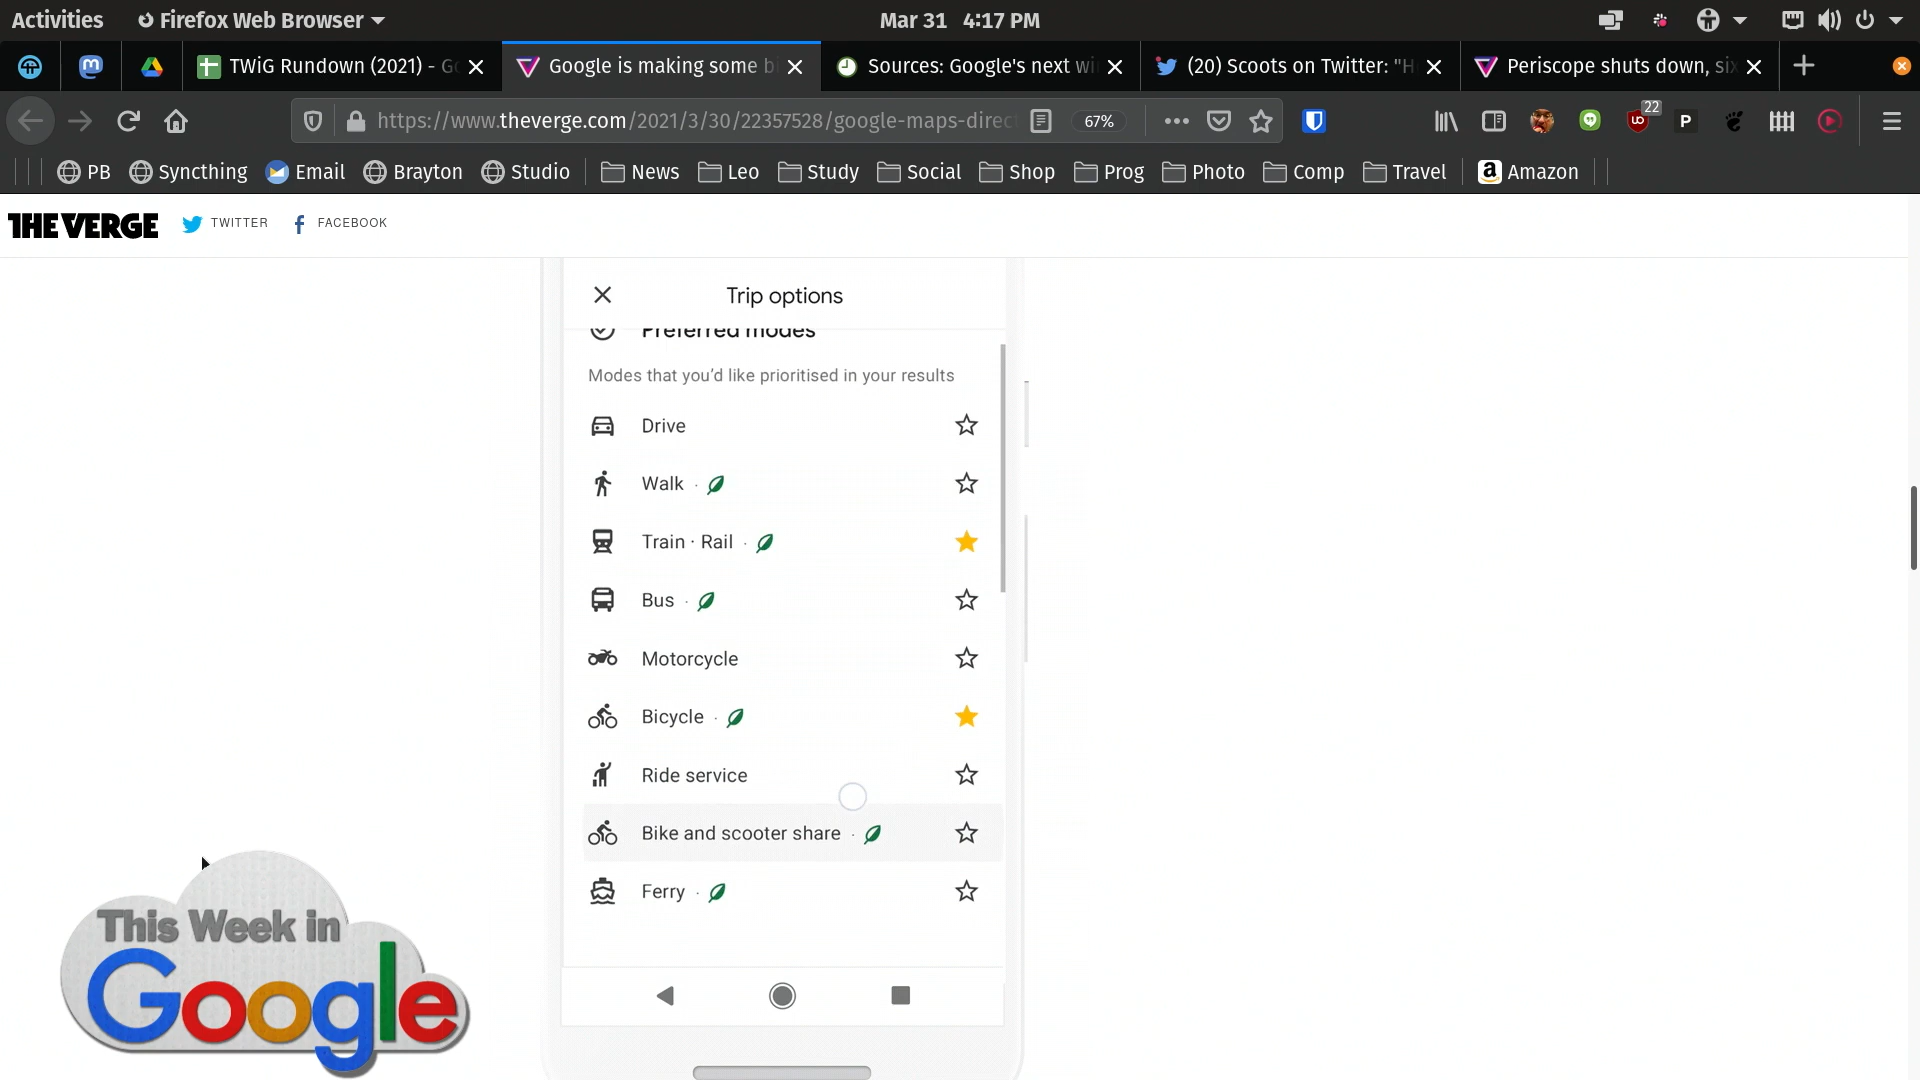 Activities
Firefox Web Browser
Mar 31 4:17 PM
TWiG Rundown (2021) - Go
Google is making some bi
Sources: Google's next wi
(20) Scoots on Twitter: "H
Periscope shuts down, six
https://www.theverge.com/2021/3/30/22357528/google-maps-direct
67%
22
P
PB
Syncthing
Email
Brayton
Studio
News
Leo
Study
Social
Shop
Prog
Photo
Comp
Travel
Amazon
THE VERGE
TWITTER
FACEBOOK
Trip options
Preferred modes
Modes that you'd like prioritised in your results
Drive
Walk ·
Train · Rail ·
Bus ·
Motorcycle
Bicycle ·
Ride service
Bike and scooter share ·
Ferry ·
This Week in
Google